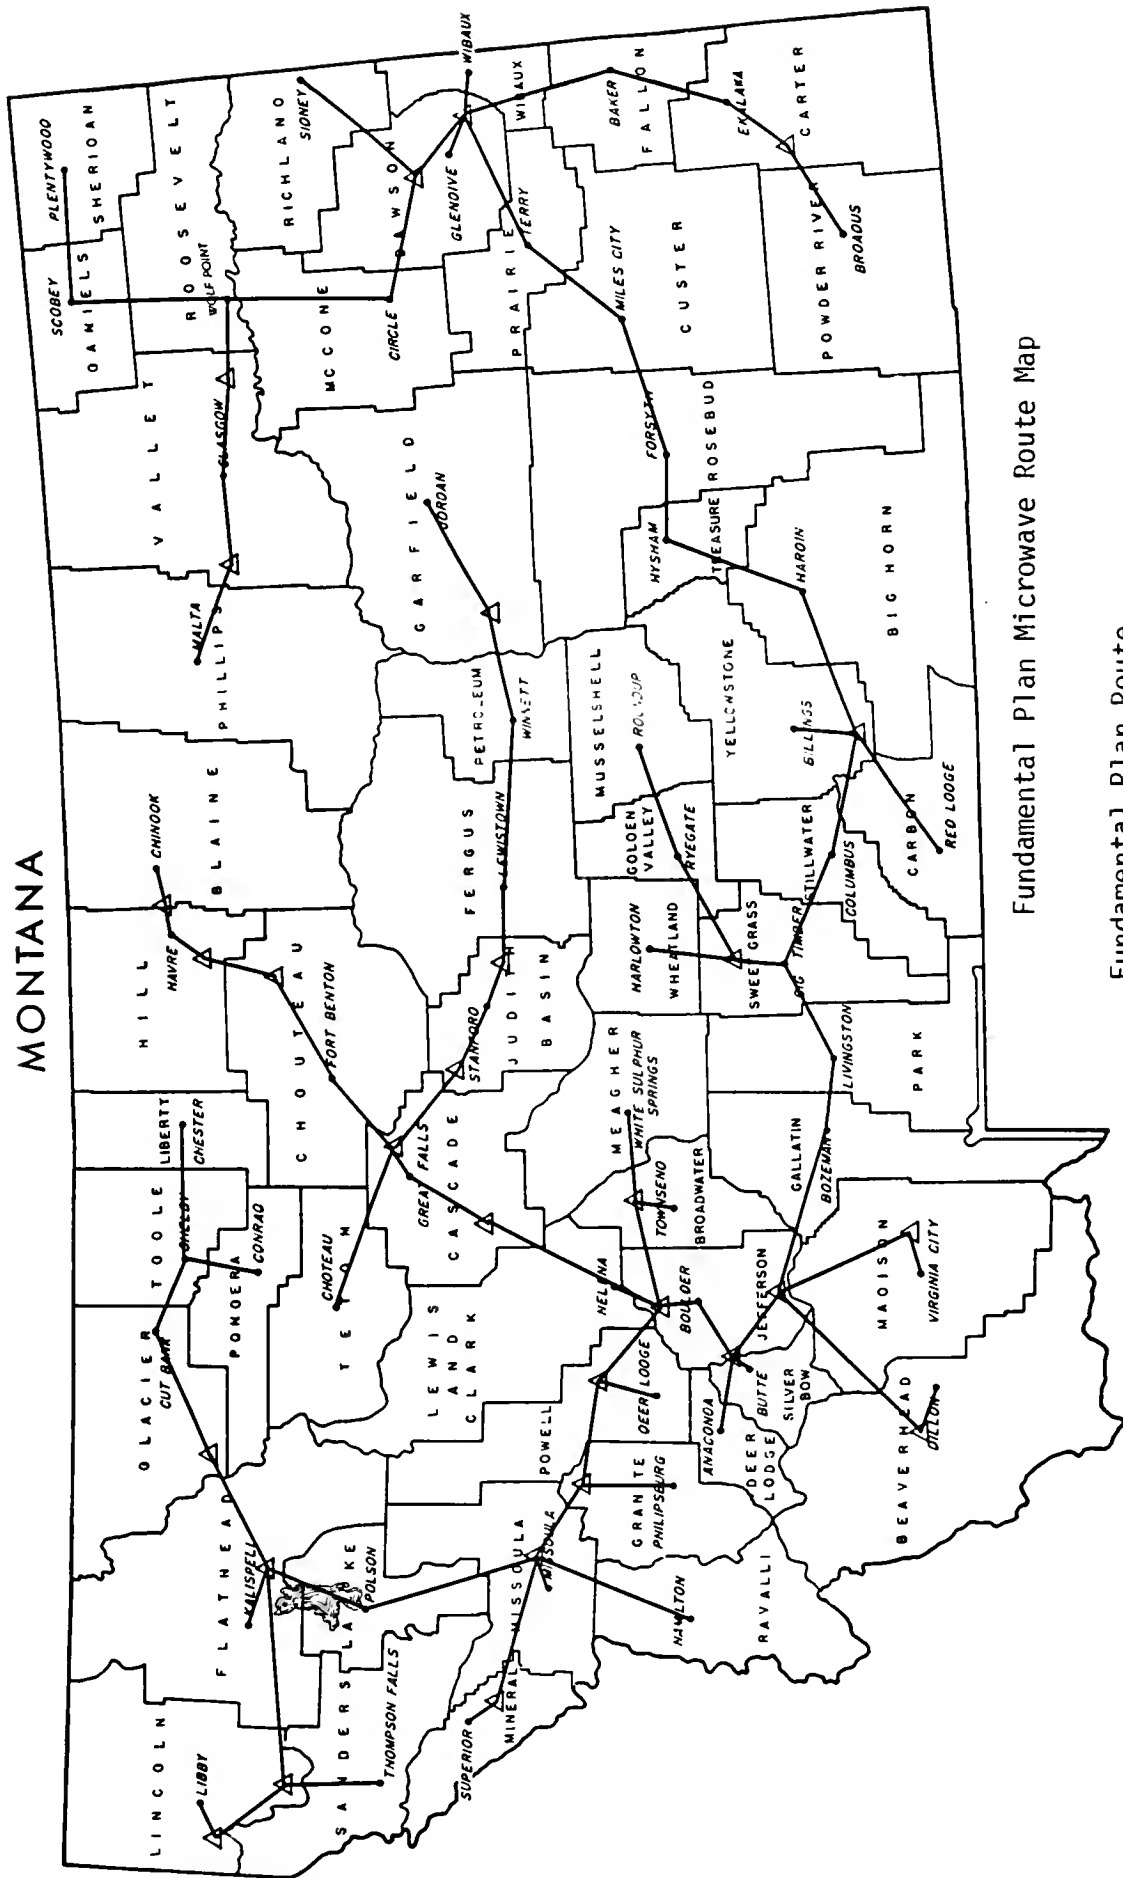 MONTANA
LINCOLN
LIBBY
FLATHEAD
KALISPELL
GLACIER
CUT BANK
TOOLE
SHELBY
LIBERTY
CHESTER
HILL
HAVRE
CHINOOK
BLAINE
PHILLIPS
MALTA
VALLEY
GLASGOW
DANIELS
SCOBEY
SHERIDAN
PLENTYWOOD
ROOSEVELT
WOLF POINT
PONDERA
CONRAD
CHOUTEAU
FORT BENTON
SANDERS
THOMPSON FALLS
LAKE
POLSON
TETON
CHOTEAU
CASCADE
GREAT FALLS
JUDITH
BASIN
STANFORD
FERGUS
LEWISTOWN
PETROLEUM
WINNETT
GARFIELD
JORDAN
MCCONE
CIRCLE
RICHLAND
SIDNEY
DAWSON
GLENDIVE
WIBAUX
WIBAUX
PRAIRIE
TERRY
MINERAL
SUPERIOR
MISSOULA
MISSOULA
POWELL
DEER LODGE
LEWIS
AND
CLARK
HELENA
MEAGHER
WHITE SULPHUR
SPRINGS
BROADWATER
TOWNSEND
WHEATLAND
HARLOWTON
GOLDEN
VALLEY
RYEGATE
MUSSELSHELL
ROUNDUP
TREASURE
HYSHAM
ROSEBUD
FORSYTH
CUSTER
MILES CITY
FALLON
BAKER
RAVALLI
HAMILTON
GRANITE
PHILIPSBURG
DEER
LODGE
ANACONDA
SILVER
BOW
BUTTE
JEFFERSON
BOULDER
GALLATIN
BOZEMAN
PARK
LIVINGSTON
SWEET GRASS
BIG TIMBER
STILLWATER
COLUMBUS
YELLOWSTONE
BILLINGS
BIG HORN
HARDIN
POWDER RIVER
BROADUS
CARTER
EKALAKA
BEAVERHEAD
DILLON
MADISON
VIRGINIA CITY
CARBON
RED LODGE
Fundamental Plan Microwave Route Map
Fundamental Plan Route